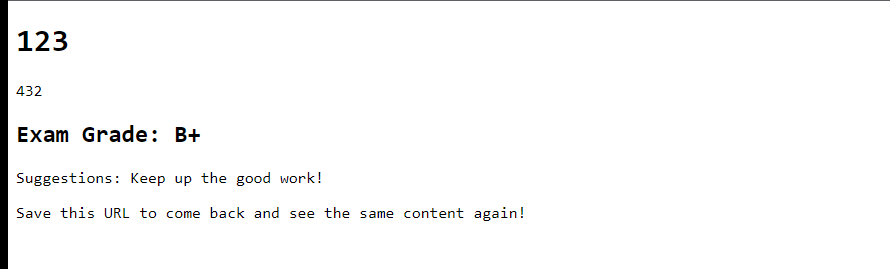 123
432
Exam Grade: B+
Suggestions: Keep up the good work!
Save this URL to come back and see the same content again!